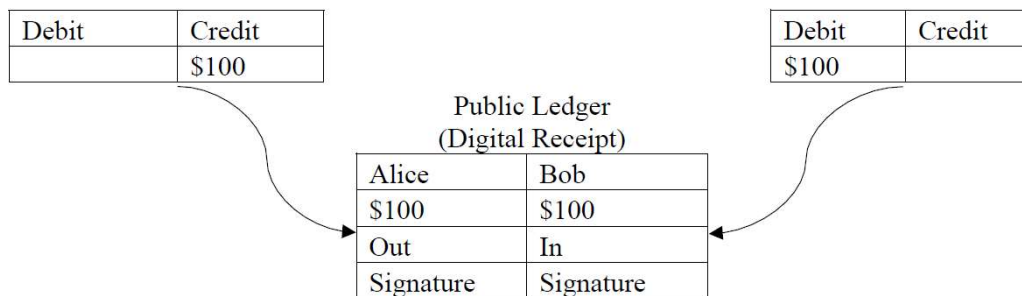 Debit Credit
$100
Debit Credit
$100
Public Ledger
(Digital Receipt)
Alice Bob
$100 $100
Out In
Signature Signature